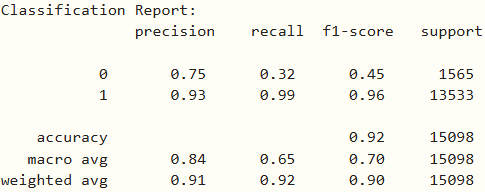 Classification Report:
precision recall f1-score support
0 0.75 0.32 0.45 1565
1 0.93 0.99 0.96 13533
accuracy 0.92 15098
macro avg 0.84 0.65 0.70 15098
weighted avg 0.91 0.92 0.90 15098